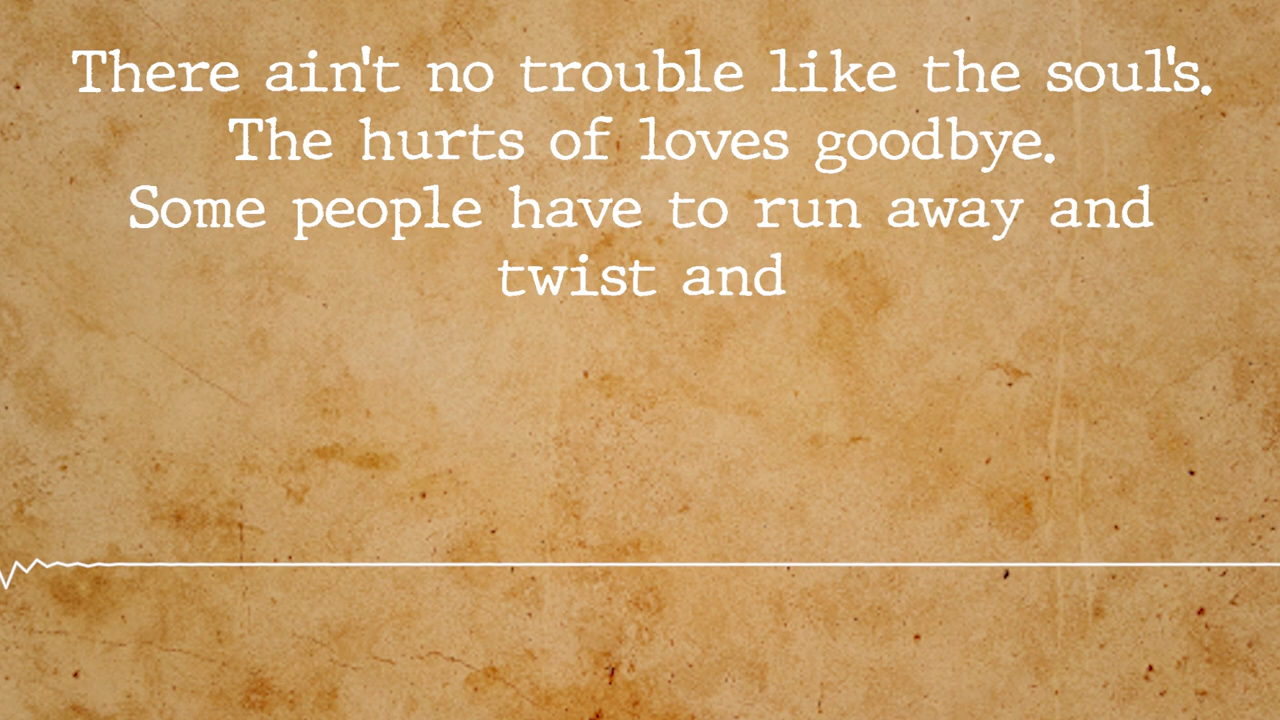 There ain't no trouble like the soul's.
The hurts of loves goodbye.
Some people have to run away and
twist and